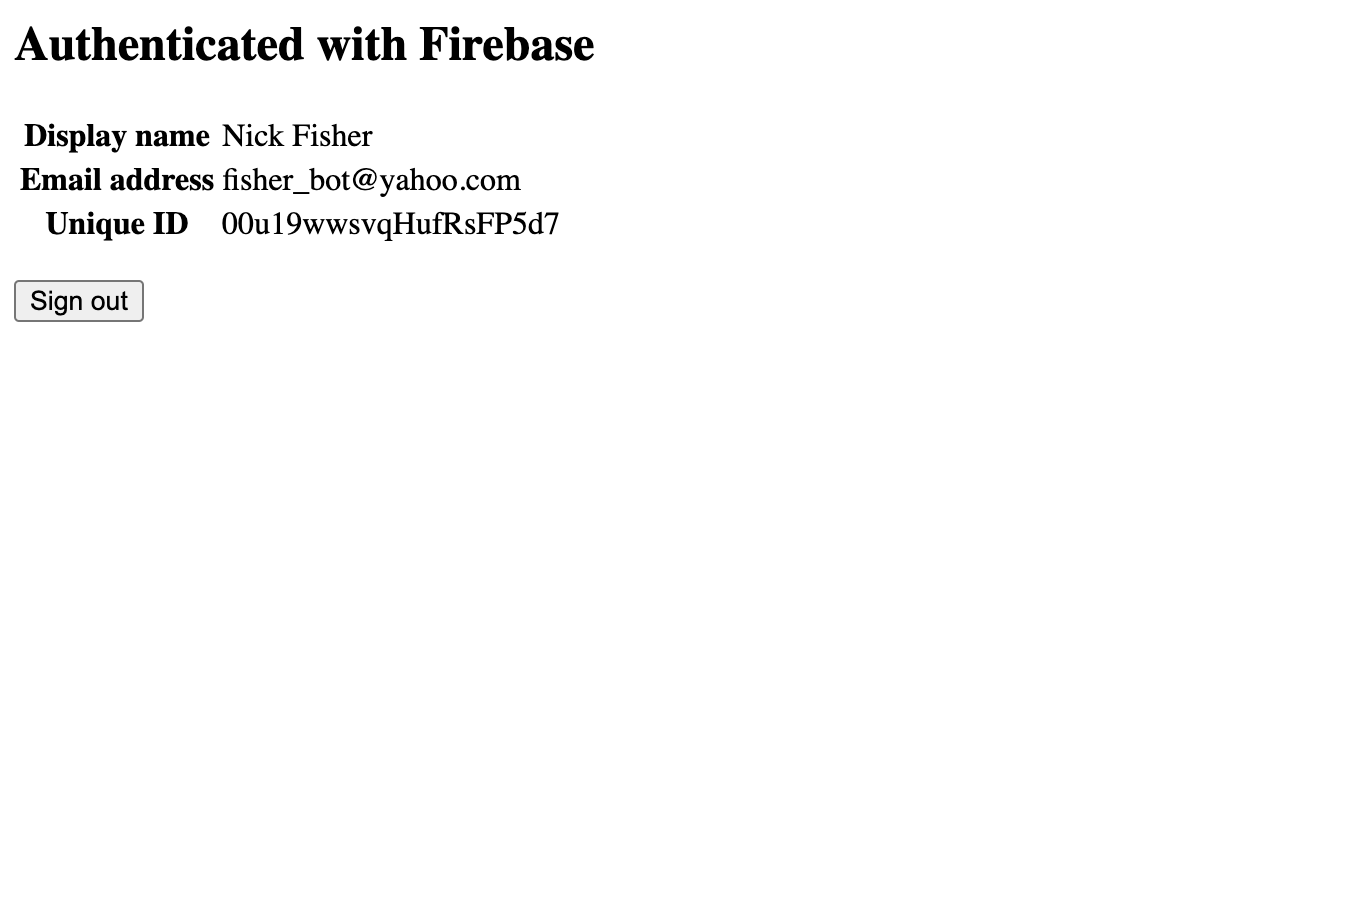 Authenticated with Firebase
Display name Nick Fisher
Email address fisher_bot@yahoo.com
Unique ID 00u19wwsvqHufRsFP5d7
Sign out